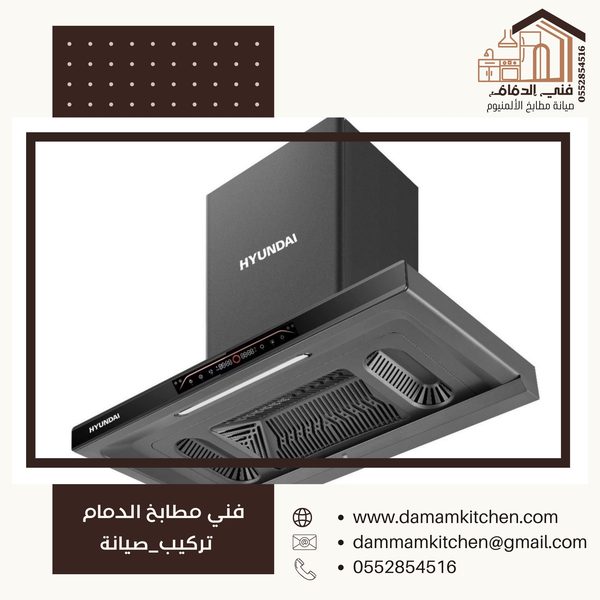 فني الدمام
صيانة مطابخ الألمنيوم
0552854516
HYUNDAI
HYUNDAI
فني مطابخ الدمام
تركيب_صيانة
• www.damamkitchen.com
• dammamkitchen@gmail.com
• 0552854516